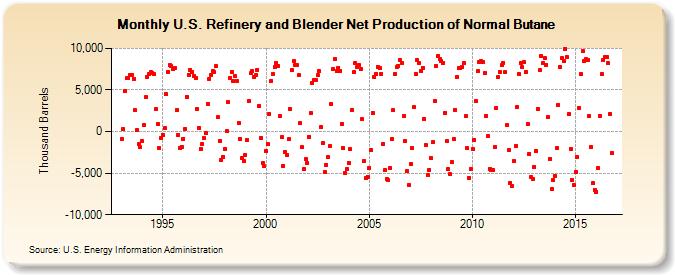 Monthly U.S. Refinery and Blender Net Production of Normal Butane
Thousand Barrels
10,000
5,000
0
-5,000
-10,000
1995 2000 2005 2010 2015
Source: U.S. Energy Information Administration